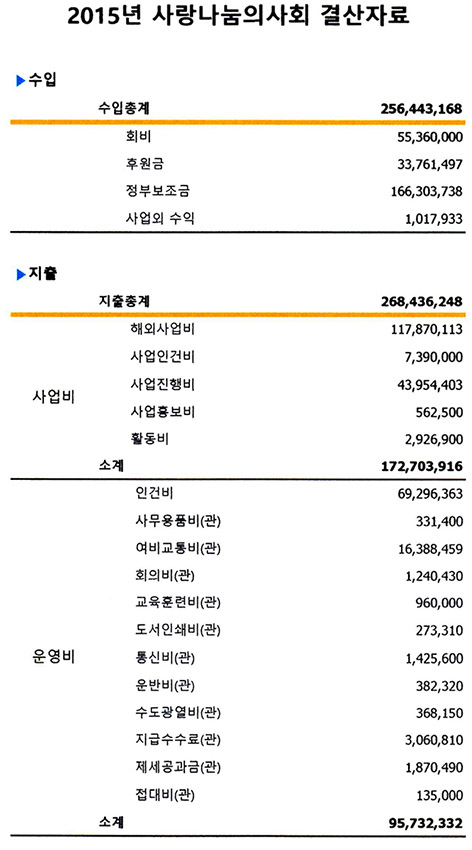 2015년 사랑나눔의사회 결산자료
▶수입
수입총계 256,443,168
회비 55,360,000
후원금 33,761,497
정부보조금 166,303,738
사업외 수익 1,017,933
▶지출
지출총계 268,436,248
해외사업비 117,870,113
사업인건비 7,390,000
사업진행비 43,954,403
사업비
사업홍보비 562,500
활동비 2,926,900
소계 172,703,916
인건비 69,296,363
사무용품비(관) 331,400
여비교통비(관) 16,388,459
회의비(관) 1,240,430
교육훈련비(관) 960,000
도서인쇄비(관) 273,310
운영비 통신비(관) 1,425,600
운반비(관) 382,320
수도광열비(관) 368,150
지급수수료(관) 3,060,810
제세공과금(관) 1,870,490
접대비(관) 135,000
소계 95,732,332